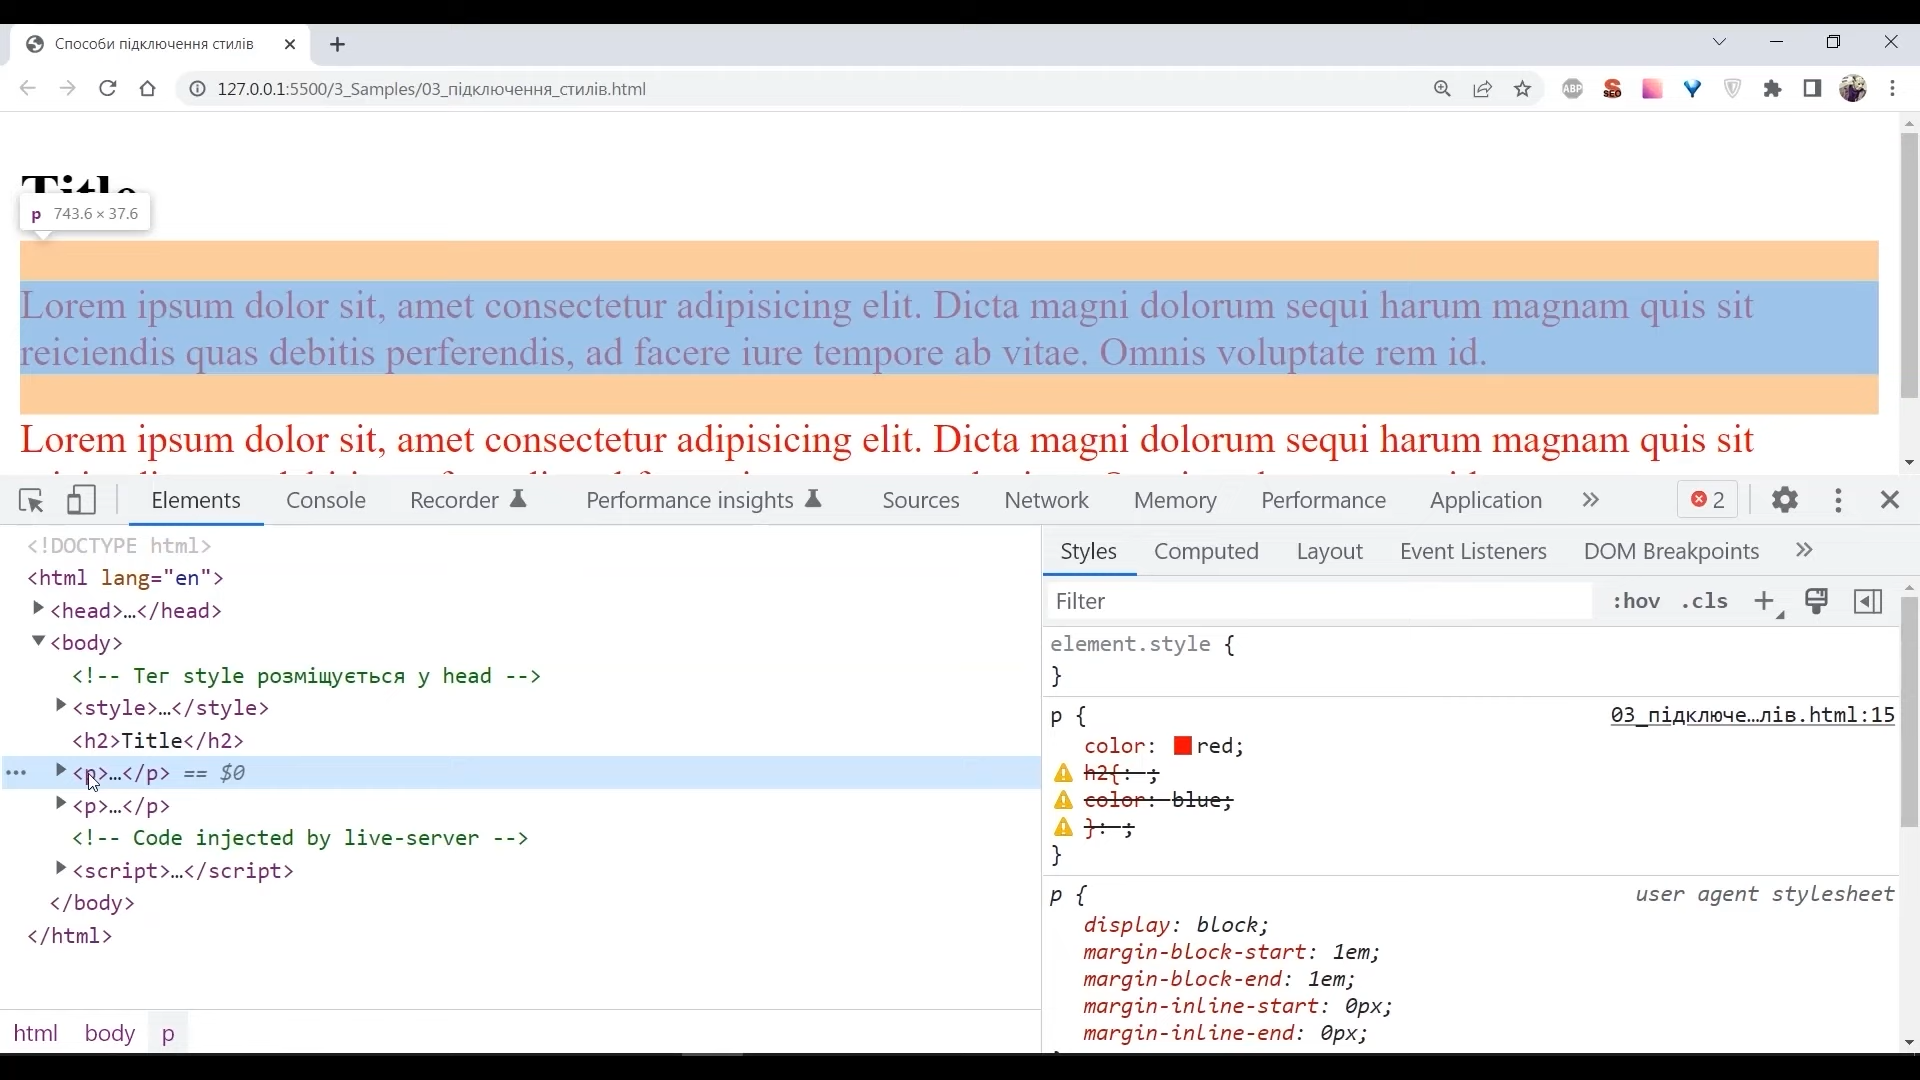 Способи підключення стилів
127.0.0.1:5500/3_Samples/03_підключення_стилів.html
ABP
SEO
Title
p 743.6 × 37.6
Lorem ipsum dolor sit, amet consectetur adipisicing elit. Dicta magni dolorum sequi harum magnam quis sit
reiciendis quas debitis perferendis, ad facere iure tempore ab vitae. Omnis voluptate rem id.
Lorem ipsum dolor sit, amet consectetur adipisicing elit. Dicta magni dolorum sequi harum magnam quis sit
Elements Console Recorder Performance insights Sources Network Memory Performance Application 2
<!DOCTYPE html>
<html lang="en">
<head>…</head>
<body>
<!-- Тег style розміщується у head -->
<style>…</style>
<h2>Title</h2>
<p>…</p> == $0
<p>…</p>
<!-- Code injected by live-server -->
<script>…</script>
</body>
</html>
html body p
Styles Computed Layout Event Listeners DOM Breakpoints
Filter :hov .cls
element.style {
}
p { 03_підключе…лів.html:15
color: red;
h2{: ;
color: blue;
}: ;
}
p { user agent stylesheet
display: block;
margin-block-start: 1em;
margin-block-end: 1em;
margin-inline-start: 0px;
margin-inline-end: 0px;